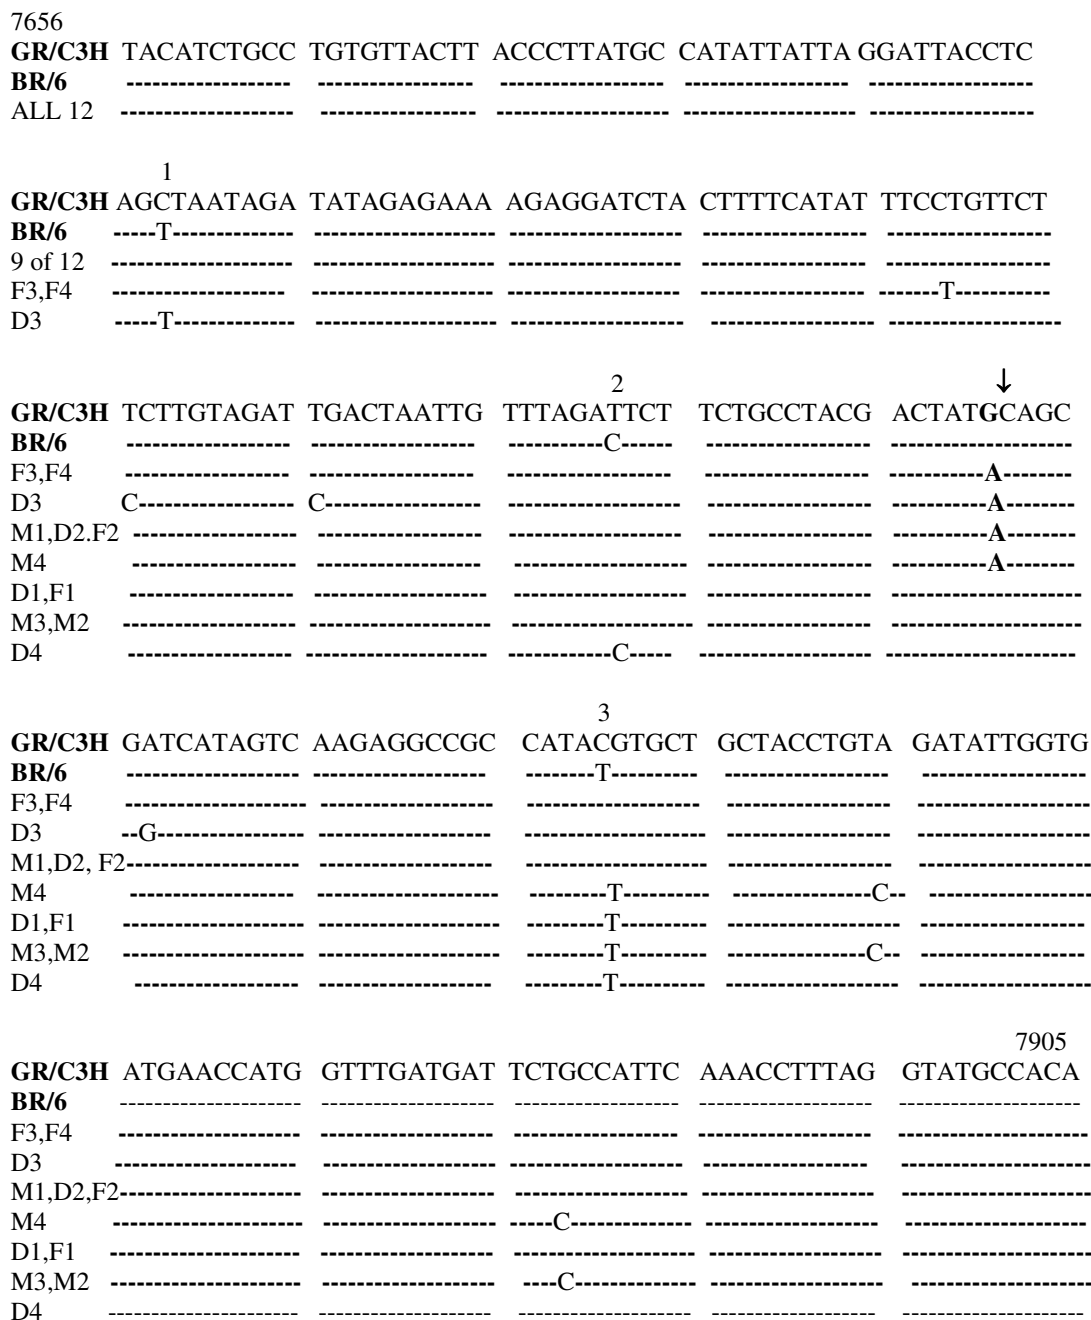 7656
GR/C3H TACATCTGCC TGTGTTACTT ACCCTTATGC CATATTATTA GGATTACCTC
BR/6 ------------------- ------------------ ------------------- ------------------- -------------------
ALL 12 -------------------- ------------------ -------------------- -------------------- -------------------
1
GR/C3H AGCTAATAGA TATAGAGAAA AGAGGATCTA CTTTTCATAT TTCCTGTTCT
BR/6 -----T-------------- -------------------- -------------------- ------------------- -------------------
9 of 12 --------------------- --------------------- -------------------- ------------------- -------------------
F3,F4 -------------------- --------------------- -------------------- ------------------- -------T-----------
D3 -----T-------------- --------------------- -------------------- ------------------- --------------------
2 ↓
GR/C3H TCTTGTAGAT TGACTAATTG TTTAGATTCT TCTGCCTACG ACTATGCAGC
BR/6 ------------------- ------------------- -----------C------ ------------------- ---------------------
F3,F4 ------------------- ------------------- ------------------- ------------------- -----------A--------
D3 C------------------ C------------------ -------------------- ------------------- -----------A--------
M1,D2.F2 ------------------- ------------------- -------------------- ------------------- -----------A--------
M4 ------------------- ------------------- --------------------- ------------------- -----------A--------
D1,F1 ------------------- ------------------- --------------------- ------------------- ----------------------
M3,M2 ------------------- ------------------- --------------------- ------------------- ----------------------
D4 ------------------- --------------------- ------------C----- -------------------- ---------------------
3
GR/C3H GATCATAGTC AAGAGGCCGC CATACGTGCT GCTACCTGTA GATATTGGTG
BR/6 ------------------- ------------------- --------T---------- ------------------- -------------------
F3,F4 --------------------- -------------------- -------------------- ------------------- --------------------
D3 --G----------------- -------------------- -------------------- ------------------- --------------------
M1,D2, F2-------------------- -------------------- -------------------- ------------------- --------------------
M4 ------------------- -------------------- ---------T---------- -----------------C-- -------------------
D1,F1 -------------------- --------------------- ---------T---------- -------------------- --------------------
M3,M2 --------------------- --------------------- ---------T---------- ----------------C-- --------------------
D4 ------------------- -------------------- ---------T---------- -------------------- --------------------
7905
GR/C3H ATGAACCATG GTTTGATGAT TCTGCCATTC AAACCTTTAG GTATGCCACA
BR/6 --------------------- -------------------- ------------------- -------------------- ---------------------
F3,F4 --------------------- -------------------- ------------------- -------------------- ----------------------
D3 --------------------- -------------------- -------------------- ------------------- ---------------------
M1,D2,F2--------------------- -------------------- -------------------- -------------------- ---------------------
M4 ---------------------- -------------------- -----C-------------- -------------------- ---------------------
D1,F1 ---------------------- -------------------- --------------------- -------------------- ----------------------
M3,M2 ---------------------- -------------------- ----C-------------- -------------------- ---------------------
D4 ---------------------- -------------------- -------------------- -------------------- ---------------------